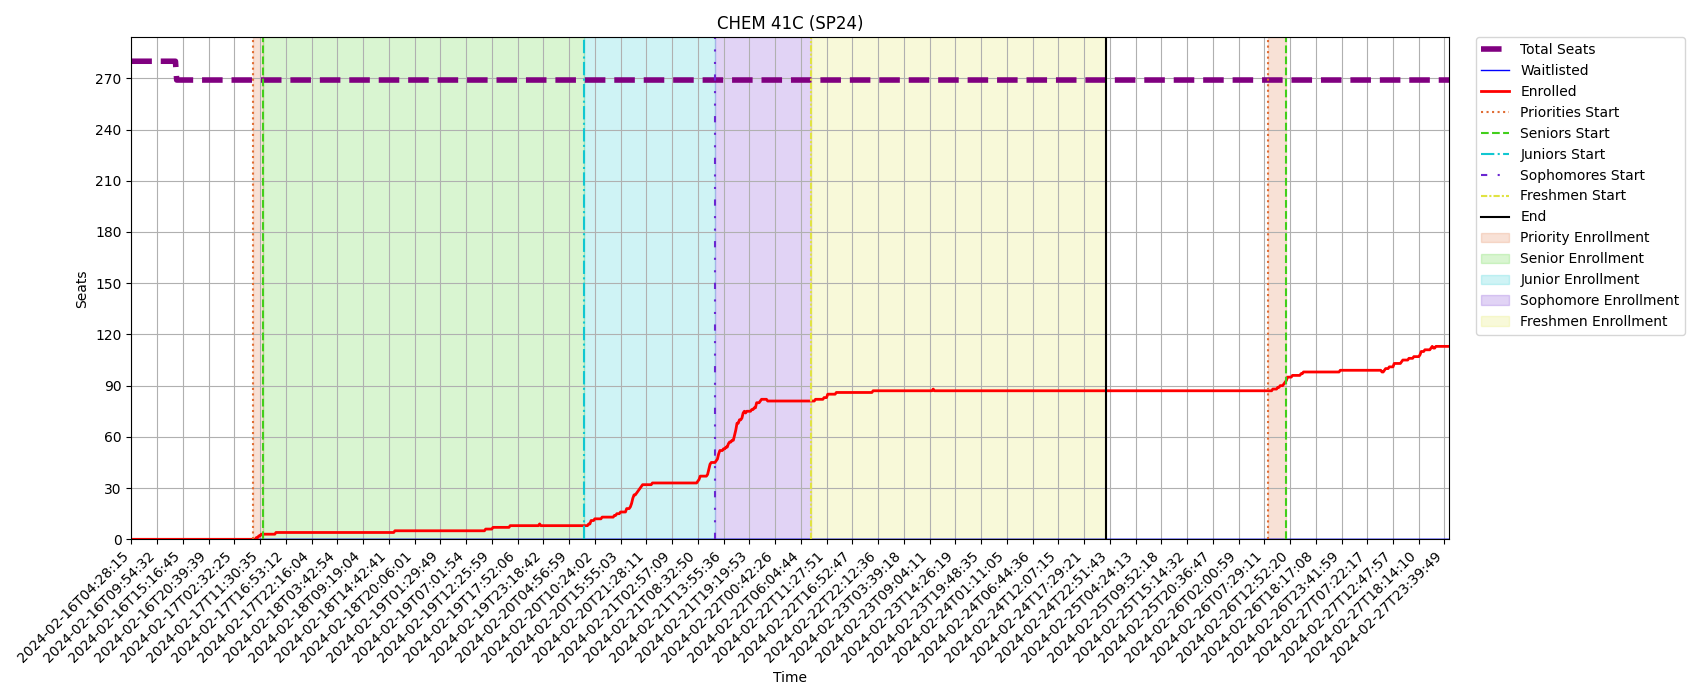 CHEM 41C (SP24)
Seats
270
240
210
180
150
120
90
60
30
0
2024-02-16T04:28:15
2024-02-16T09:54:32
2024-02-16T15:16:45
2024-02-16T20:39:39
2024-02-17T02:32:25
2024-02-17T11:30:35
2024-02-17T16:53:12
2024-02-17T22:16:04
2024-02-18T03:42:54
2024-02-18T09:19:04
2024-02-18T14:42:41
2024-02-18T20:06:01
2024-02-19T01:29:49
2024-02-19T07:01:54
2024-02-19T12:25:59
2024-02-19T17:52:06
2024-02-19T23:18:42
2024-02-20T04:56:59
2024-02-20T10:24:02
2024-02-20T15:55:03
2024-02-20T21:28:11
2024-02-21T02:57:09
2024-02-21T08:32:50
2024-02-21T13:55:36
2024-02-21T19:19:53
2024-02-22T00:42:26
2024-02-22T06:04:44
2024-02-22T11:27:51
2024-02-22T16:52:47
2024-02-22T22:12:36
2024-02-23T03:39:18
2024-02-23T09:04:11
2024-02-23T14:26:19
2024-02-23T19:48:35
2024-02-24T01:11:05
2024-02-24T06:44:36
2024-02-24T12:07:15
2024-02-24T17:29:21
2024-02-24T22:51:43
2024-02-25T04:24:13
2024-02-25T09:52:18
2024-02-25T15:14:32
2024-02-25T20:36:47
2024-02-26T02:00:59
2024-02-26T07:29:11
2024-02-26T12:52:20
2024-02-26T18:17:08
2024-02-26T23:41:59
2024-02-27T07:22:17
2024-02-27T12:47:57
2024-02-27T18:14:10
2024-02-27T23:39:49
Time
Total Seats
Waitlisted
Enrolled
Priorities Start
Seniors Start
Juniors Start
Sophomores Start
Freshmen Start
End
Priority Enrollment
Senior Enrollment
Junior Enrollment
Sophomore Enrollment
Freshmen Enrollment